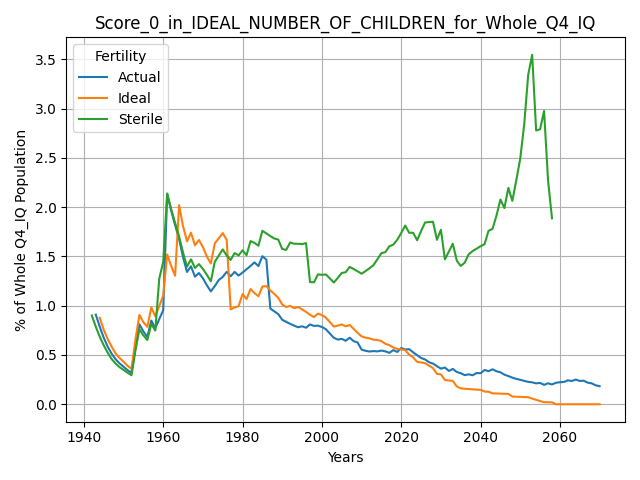 Score_0_in_IDEAL_NUMBER_OF_CHILDREN_for_Whole_Q4_IQ
Fertility
Actual
Ideal
Sterile
% of Whole Q4_IQ Population
3.5
3.0
2.5
2.0
1.5
1.0
0.5
0.0
1940 1960 1980 2000 2020 2040 2060
Years